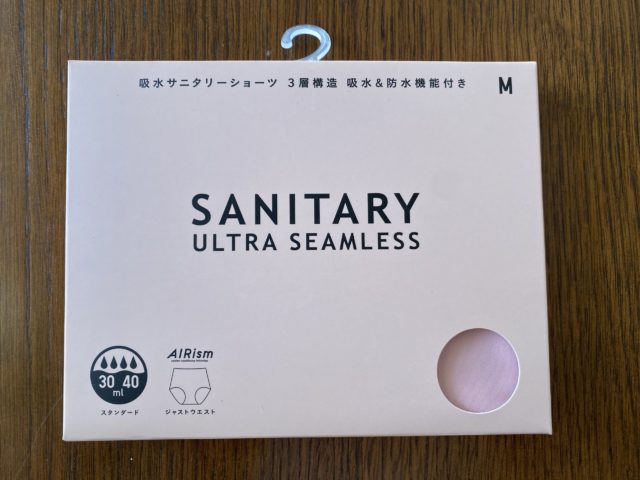 吸水サニタリーショーツ 3層構造 吸水&防水機能付き M
SANITARY
ULTRA SEAMLESS
30 40
ml
スタンダード
AIRism
ジャストウエスト